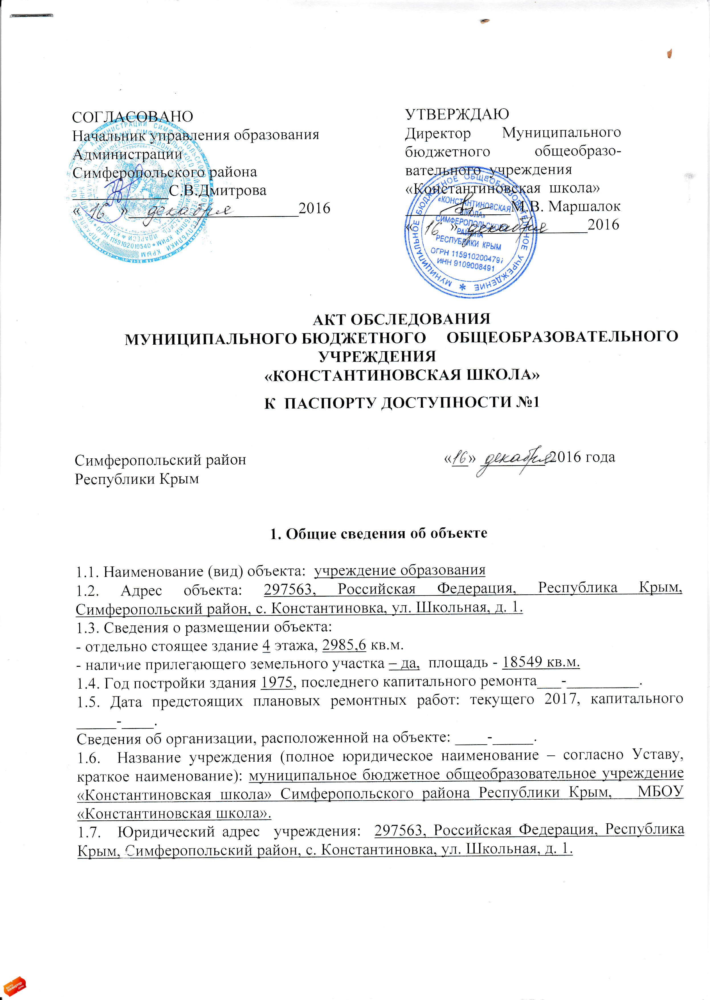 СОГЛАСОВАНО
Начальник управления образования
Администрации
Симферопольского района
____________С.В.Дмитрова
« 16 » декабря 2016
УТВЕРЖДАЮ
Директор Муниципального
бюджетного общеобразо-
вательного учреждения
«Константиновская школа»
____________М.В. Маршалок
« 16 » декабря 2016
МУНИЦИПАЛЬНОЕ БЮДЖЕТНОЕ ОБЩЕОБРАЗОВАТЕЛЬНОЕ УЧРЕЖДЕНИЕ
«КОНСТАНТИНОВСКАЯ
ШКОЛА»
СИМФЕРОПОЛЬСКОГО
РАЙОНА
РЕСПУБЛИКИ КРЫМ
ОГРН 1159102004797
ИНН 9109008491
ОГРН 1159102010540
АКТ ОБСЛЕДОВАНИЯ
МУНИЦИПАЛЬНОГО БЮДЖЕТНОГО ОБЩЕОБРАЗОВАТЕЛЬНОГО
УЧРЕЖДЕНИЯ
«КОНСТАНТИНОВСКАЯ ШКОЛА»
К ПАСПОРТУ ДОСТУПНОСТИ №1
Симферопольский район
Республики Крым
«16» декабря 2016 года
1. Общие сведения об объекте
1.1. Наименование (вид) объекта: учреждение образования
1.2. Адрес объекта: 297563, Российская Федерация, Республика Крым,
Симферопольский район, с. Константиновка, ул. Школьная, д. 1.
1.3. Сведения о размещении объекта:
- отдельно стоящее здание 4 этажа, 2985,6 кв.м.
- наличие прилегающего земельного участка – да, площадь - 18549 кв.м.
1.4. Год постройки здания 1975, последнего капитального ремонта___-_________.
1.5. Дата предстоящих плановых ремонтных работ: текущего 2017, капитального
_____-____.
Сведения об организации, расположенной на объекте: ____-_____.
1.6. Название учреждения (полное юридическое наименование – согласно Уставу,
краткое наименование): муниципальное бюджетное общеобразовательное учреждение
«Константиновская школа» Симферопольского района Республики Крым, МБОУ
«Константиновская школа».
1.7. Юридический адрес учреждения: 297563, Российская Федерация, Республика
Крым, Симферопольский район, с. Константиновка, ул. Школьная, д. 1.
фото
конвертер